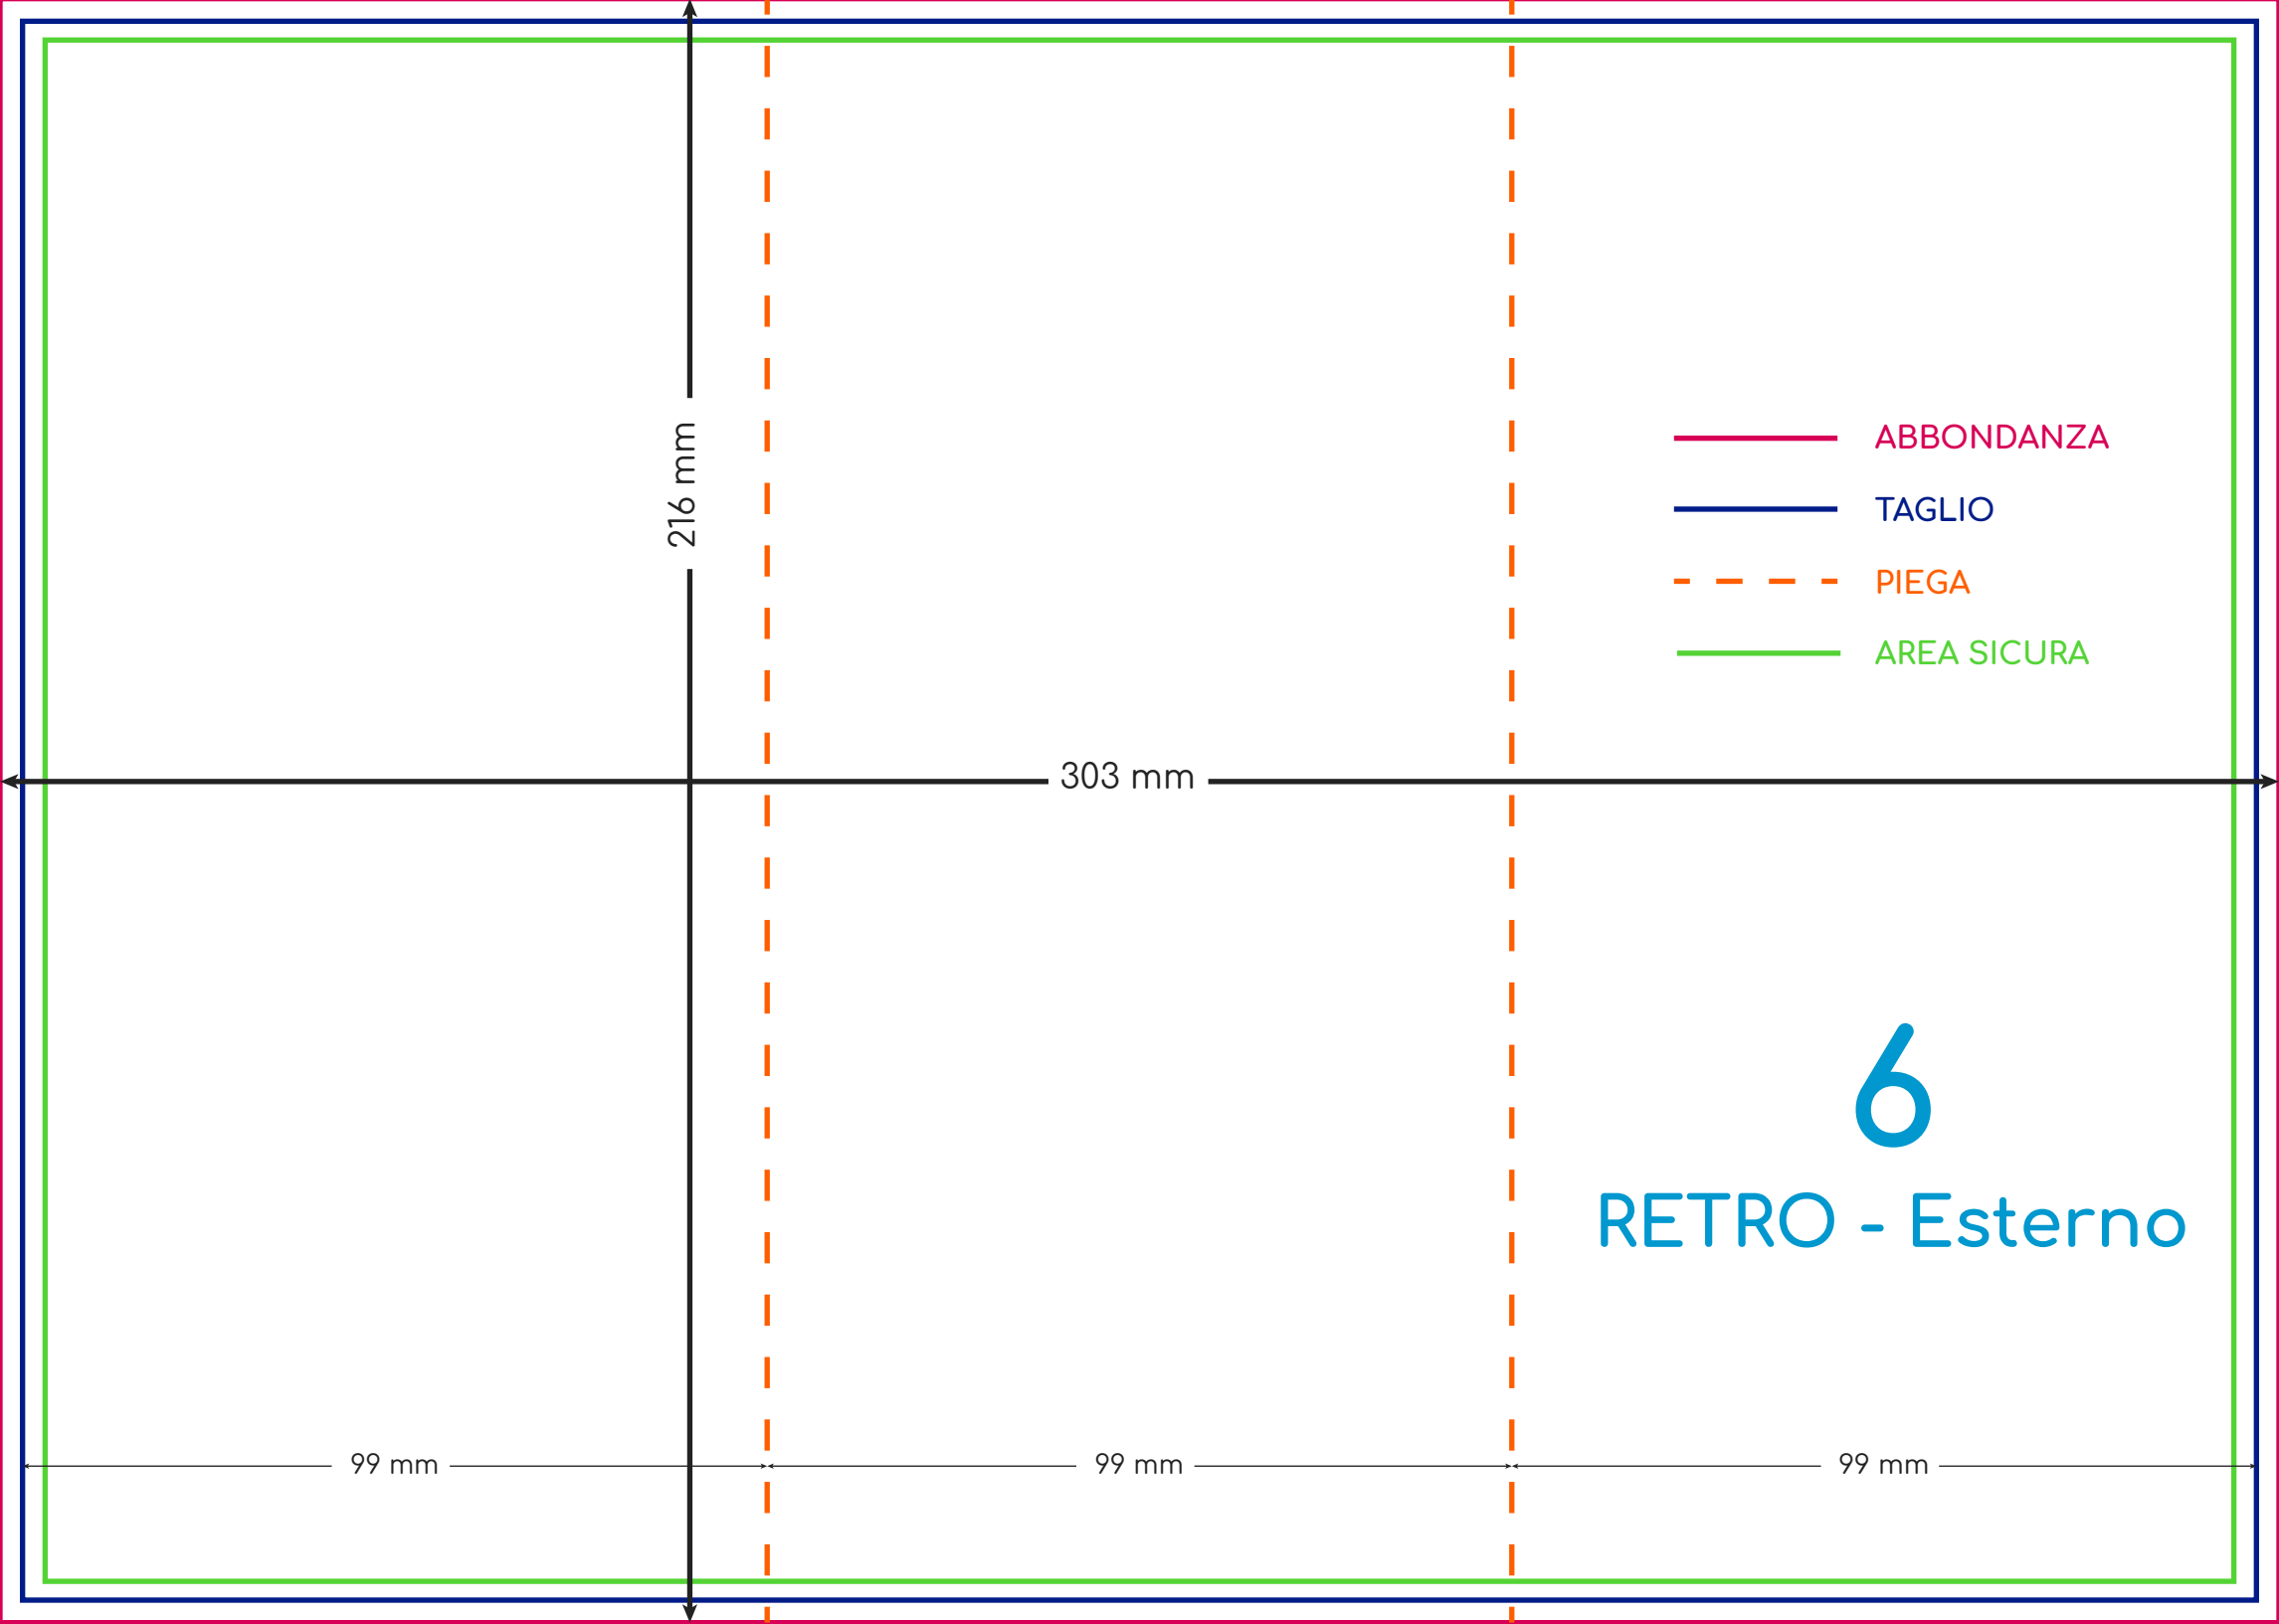 216 mm
ABBONDANZA
TAGLIO
PIEGA
AREA SICURA
303 mm
6
RETRO - Esterno
99 mm
99 mm
99 mm